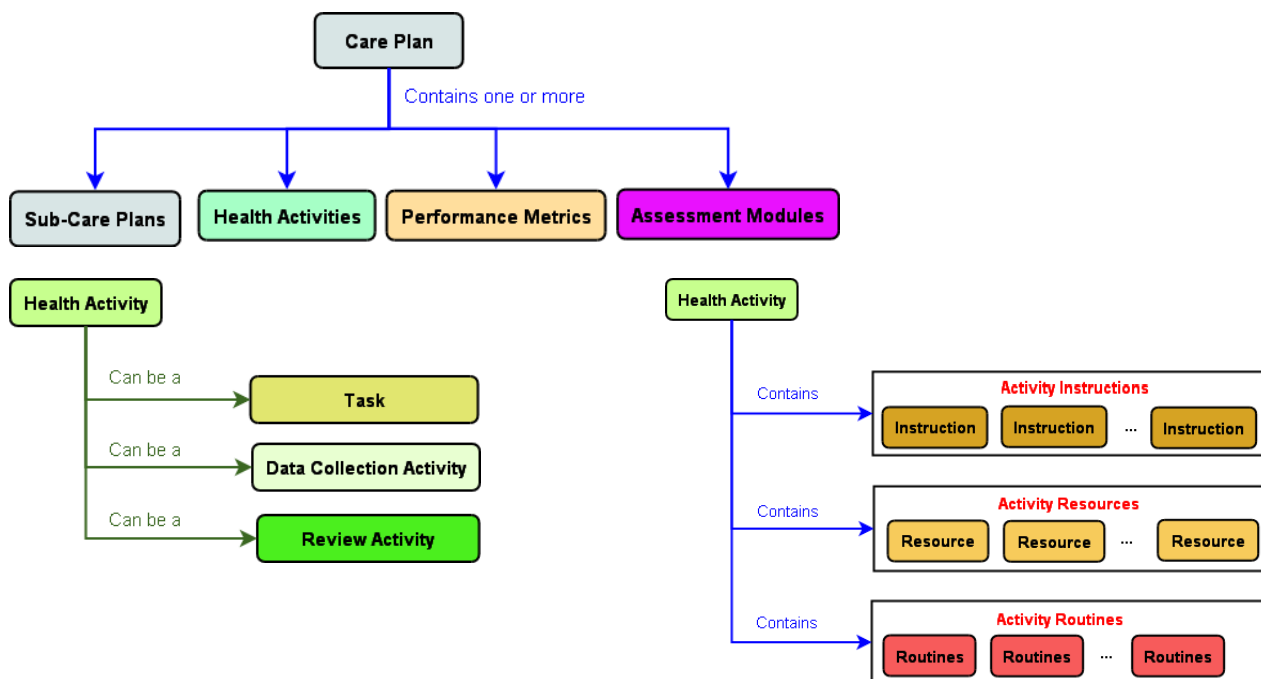 Care Plan
Contains one or more
Sub-Care Plans
Health Activities
Performance Metrics
Assessment Modules
Health Activity
Can be a
Task
Can be a
Data Collection Activity
Can be a
Review Activity
Health Activity
Contains
Activity Instructions
Instruction Instruction ... Instruction
Contains
Activity Resources
Resource Resource ... Resource
Contains
Activity Routines
Routines Routines ... Routines